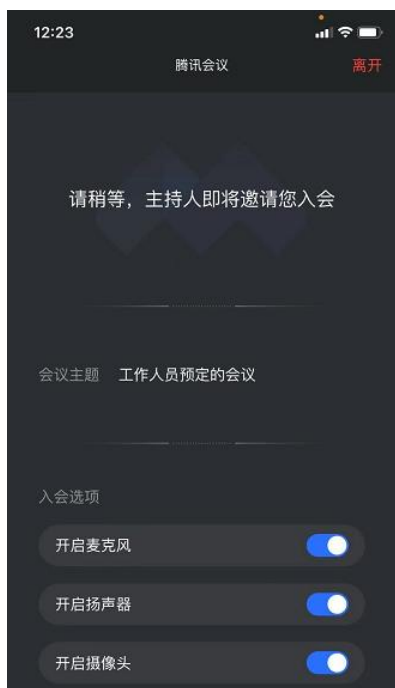 12:23
腾讯会议 离开
请稍等，主持人即将邀请您入会
会议主题 工作人员预定的会议
入会选项
开启麦克风
开启扬声器
开启摄像头